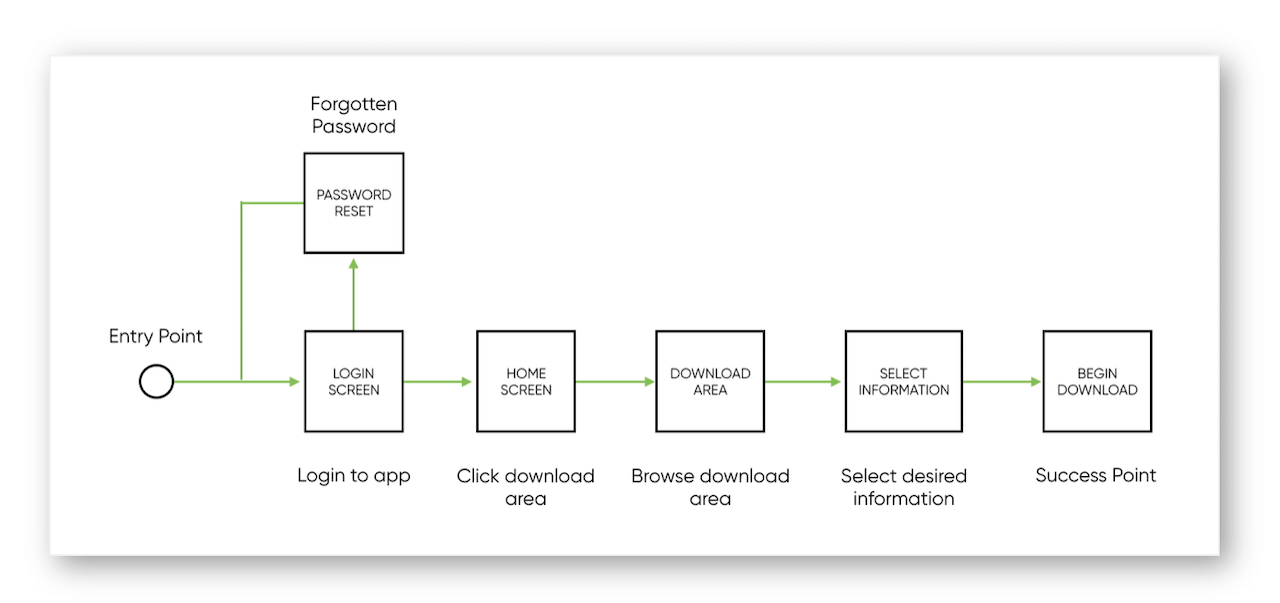 Forgotten
Password
PASSWORD
RESET
Entry Point
LOGIN
SCREEN
HOME
SCREEN
DOWNLOAD
AREA
SELECT
INFORMATION
BEGIN
DOWNLOAD
Login to app
Click download
area
Browse download
area
Select desired
information
Success Point